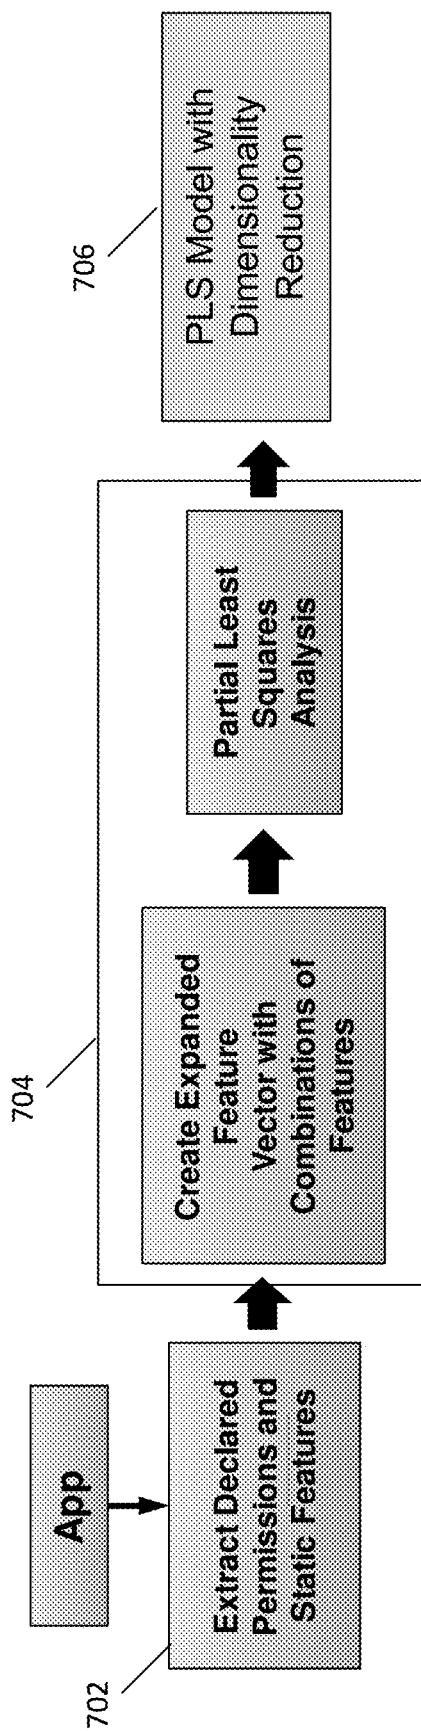 App
702
Extract Declared
Permissions and
Static Features
704
Create Expanded
Feature
Vector with
Combinations of
Features
Partial Least
Squares
Analysis
706
PLS Model with
Dimensionality
Reduction